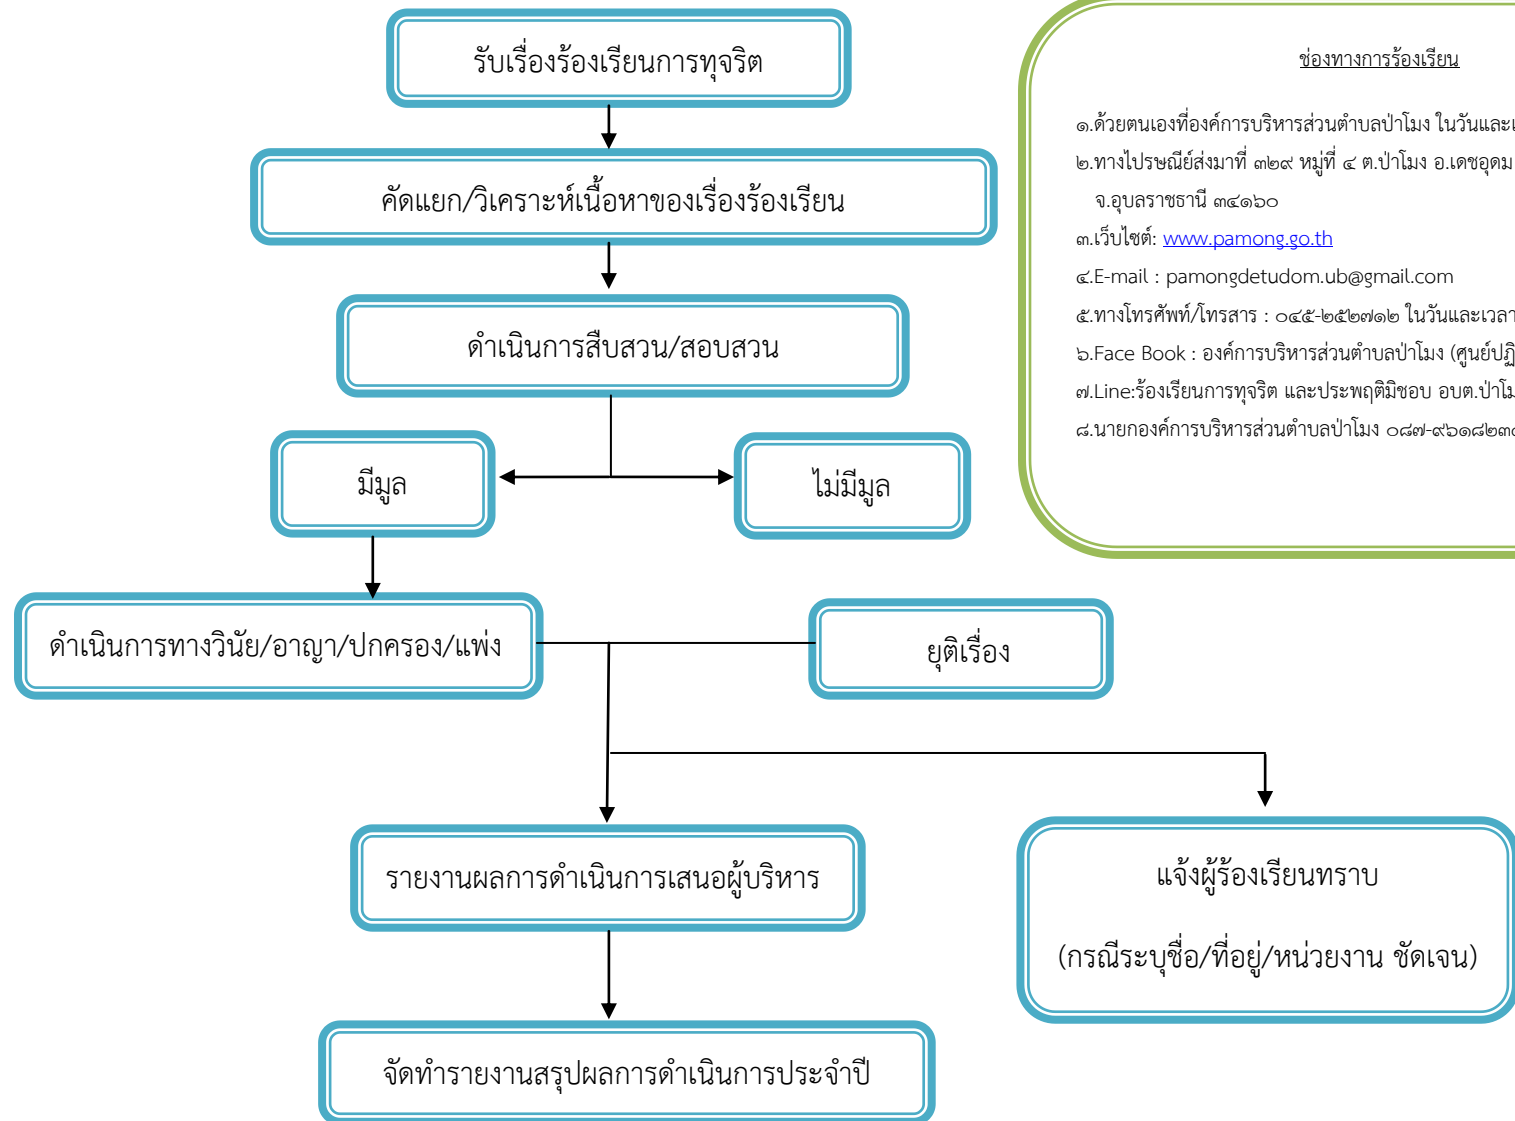 รับเรื่องร้องเรียนการทุจริต
คัดแยก/วิเคราะห์เนื้อหาของเรื่องร้องเรียน
ดำเนินการสืบสวน/สอบสวน
มีมูล
ไม่มีมูล
ดำเนินการทางวินัย/อาญา/ปกครอง/แพ่ง
ยุติเรื่อง
รายงานผลการดำเนินการเสนอผู้บริหาร
แจ้งผู้ร้องเรียนทราบ
(กรณีระบุชื่อ/ที่อยู่/หน่วยงาน ชัดเจน)
จัดทำรายงานสรุปผลการดำเนินการประจำปี
ช่องทางการร้องเรียน
๑.ด้วยตนเองที่องค์การบริหารส่วนตำบลป่าโมง ในวันและ
๒.ทางไปรษณีย์ส่งมาที่ ๓๒๙ หมู่ที่ ๔ ต.ป่าโมง อ.เดชอุดม
จ.อุบลราชธานี ๓๔๑๖๐
๓.เว็บไซต์: www.pamong.go.th
๔.E-mail : pamongdetudom.ub@gmail.com
๕.ทางโทรศัพท์/โทรสาร : ๐๔๕-๒๕๒๗๑๒ ในวันและเวลา
๖.Face Book : องค์การบริหารส่วนตำบลป่าโมง (ศูนย์ปฏิ
๗.Line:ร้องเรียนการทุจริต และประพฤติมิชอบ อบต.ป่าโม
๘.นายกองค์การบริหารส่วนตำบลป่าโมง ๐๘๗-๙๖๑๘๒๓